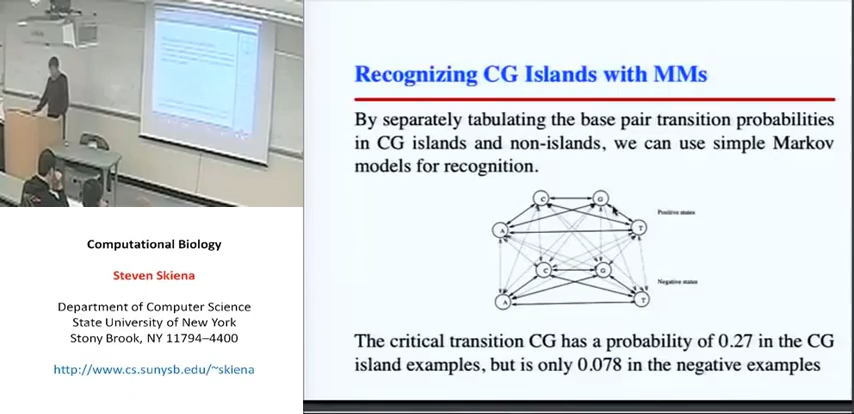 Recognizing CG Islands with MMs
By separately tabulating the base pair transition probabilities
in CG islands and non-islands, we can use simple Markov
models for recognition.
C
G
Positive states
A
T
C
G
Negative states
A
T
The critical transition CG has a probability of 0.27 in the CG
island examples, but is only 0.078 in the negative examples
Computational Biology
Steven Skiena
Department of Computer Science
State University of New York
Stony Brook, NY 11794–4400
http://www.cs.sunysb.edu/~skiena